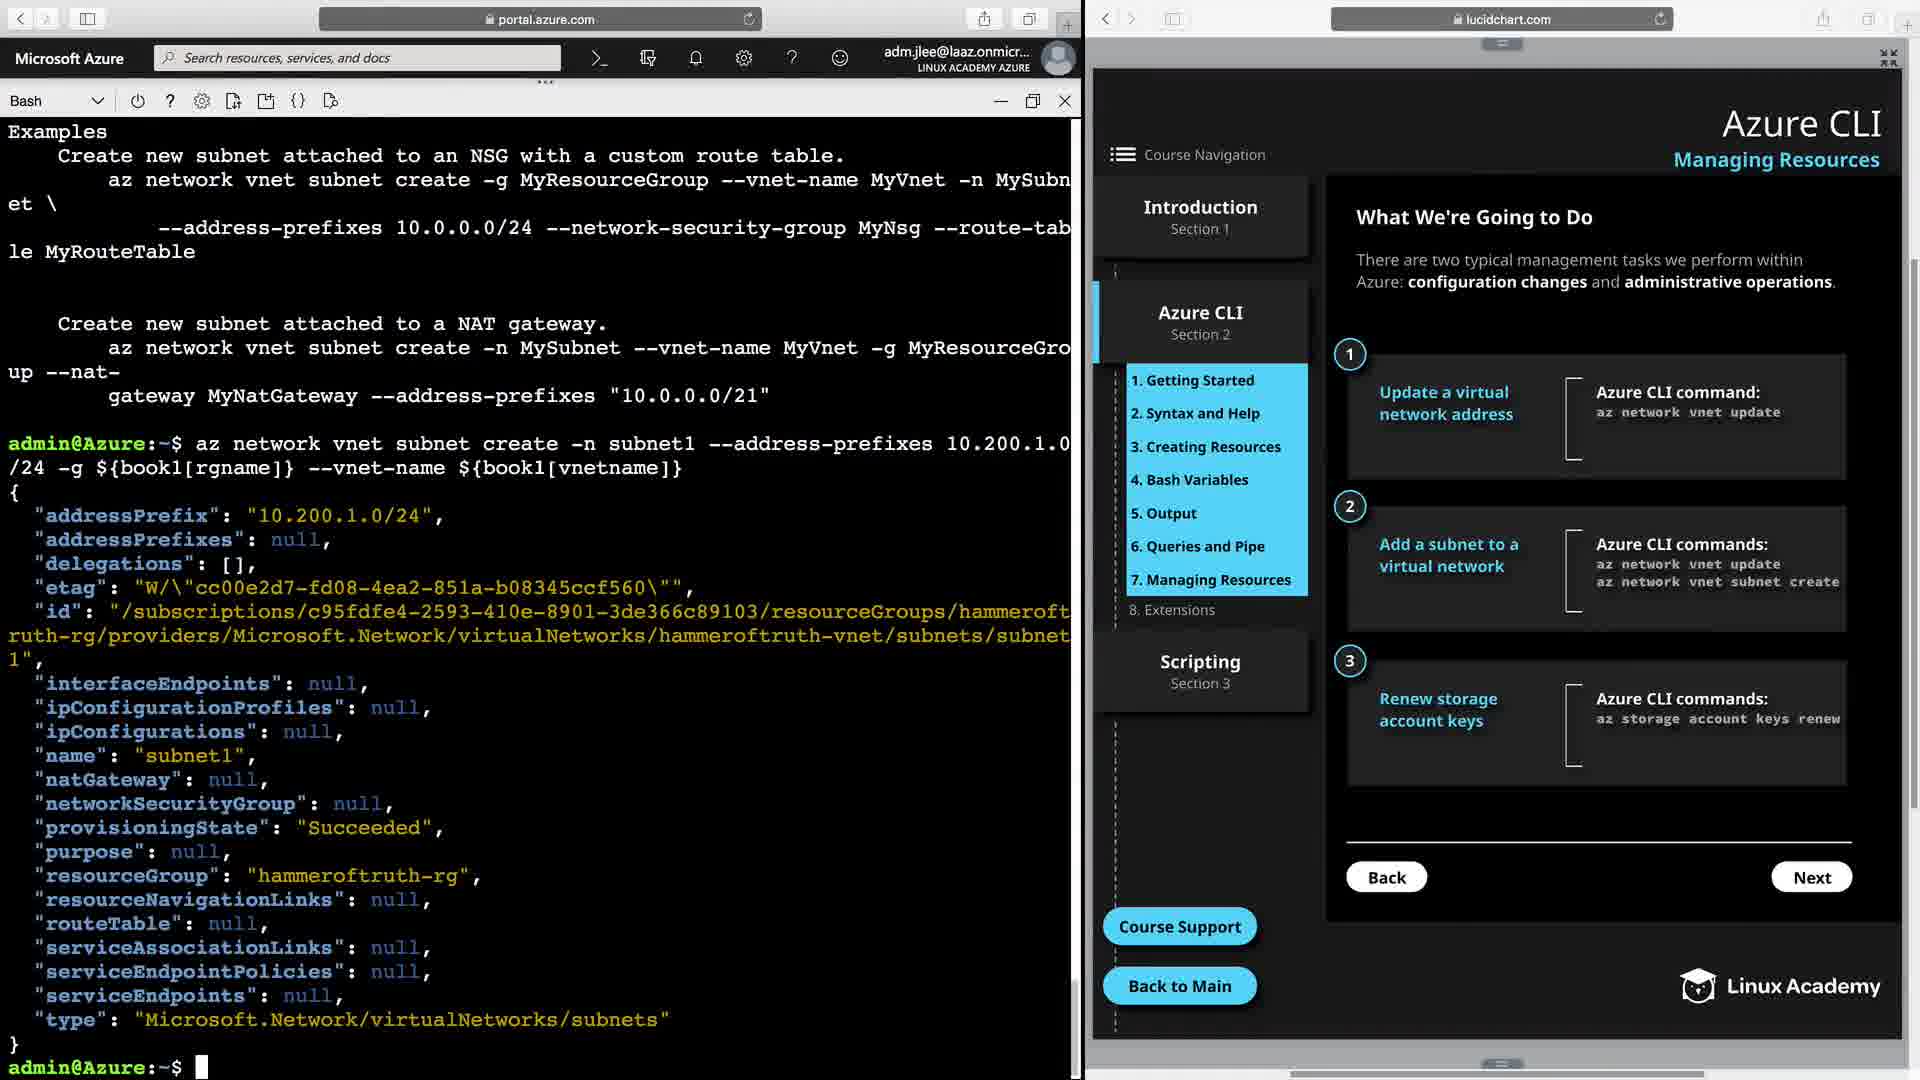 portal.azure.com
Microsoft Azure
Search resources, services, and docs
adm.jlee@laaz.onmicr...
LINUX ACADEMY AZURE
Bash
Examples
Create new subnet attached to an NSG with a custom route table.
az network vnet subnet create -g MyResourceGroup --vnet-name MyVnet -n MySubn
et \
--address-prefixes 10.0.0.0/24 --network-security-group MyNsg --route-tab
le MyRouteTable
Create new subnet attached to a NAT gateway.
az network vnet subnet create -n MySubnet --vnet-name MyVnet -g MyResourceGro
up --nat-
gateway MyNatGateway --address-prefixes "10.0.0.0/21"
admin@Azure:~$ az network vnet subnet create -n subnet1 --address-prefixes 10.200.1.0
/24 -g ${book1[rgname]} --vnet-name ${book1[vnetname]}
{
"addressPrefix": "10.200.1.0/24",
"addressPrefixes": null,
"delegations": [],
"etag": "W/\"cc00e2d7-fd08-4ea2-851a-b08345ccf560\"",
"id": "/subscriptions/c95fdfe4-2593-410e-8901-3de366c89103/resourceGroups/hammeroft
ruth-rg/providers/Microsoft.Network/virtualNetworks/hammeroftruth-vnet/subnets/subnet
1",
"interfaceEndpoints": null,
"ipConfigurationProfiles": null,
"ipConfigurations": null,
"name": "subnet1",
"natGateway": null,
"networkSecurityGroup": null,
"provisioningState": "Succeeded",
"purpose": null,
"resourceGroup": "hammeroftruth-rg",
"resourceNavigationLinks": null,
"routeTable": null,
"serviceAssociationLinks": null,
"serviceEndpointPolicies": null,
"serviceEndpoints": null,
"type": "Microsoft.Network/virtualNetworks/subnets"
}
admin@Azure:~$
lucidchart.com
Azure CLI
Managing Resources
Course Navigation
Introduction
Section 1
Azure CLI
Section 2
1. Getting Started
2. Syntax and Help
3. Creating Resources
4. Bash Variables
5. Output
6. Queries and Pipe
7. Managing Resources
8. Extensions
Scripting
Section 3
Course Support
Back to Main
What We're Going to Do
There are two typical management tasks we perform within
Azure: configuration changes and administrative operations.
1
Update a virtual
network address
Azure CLI command:
az network vnet update
2
Add a subnet to a
virtual network
Azure CLI commands:
az network vnet update
az network vnet subnet create
3
Renew storage
account keys
Azure CLI commands:
az storage account keys renew
Back
Next
Linux Academy